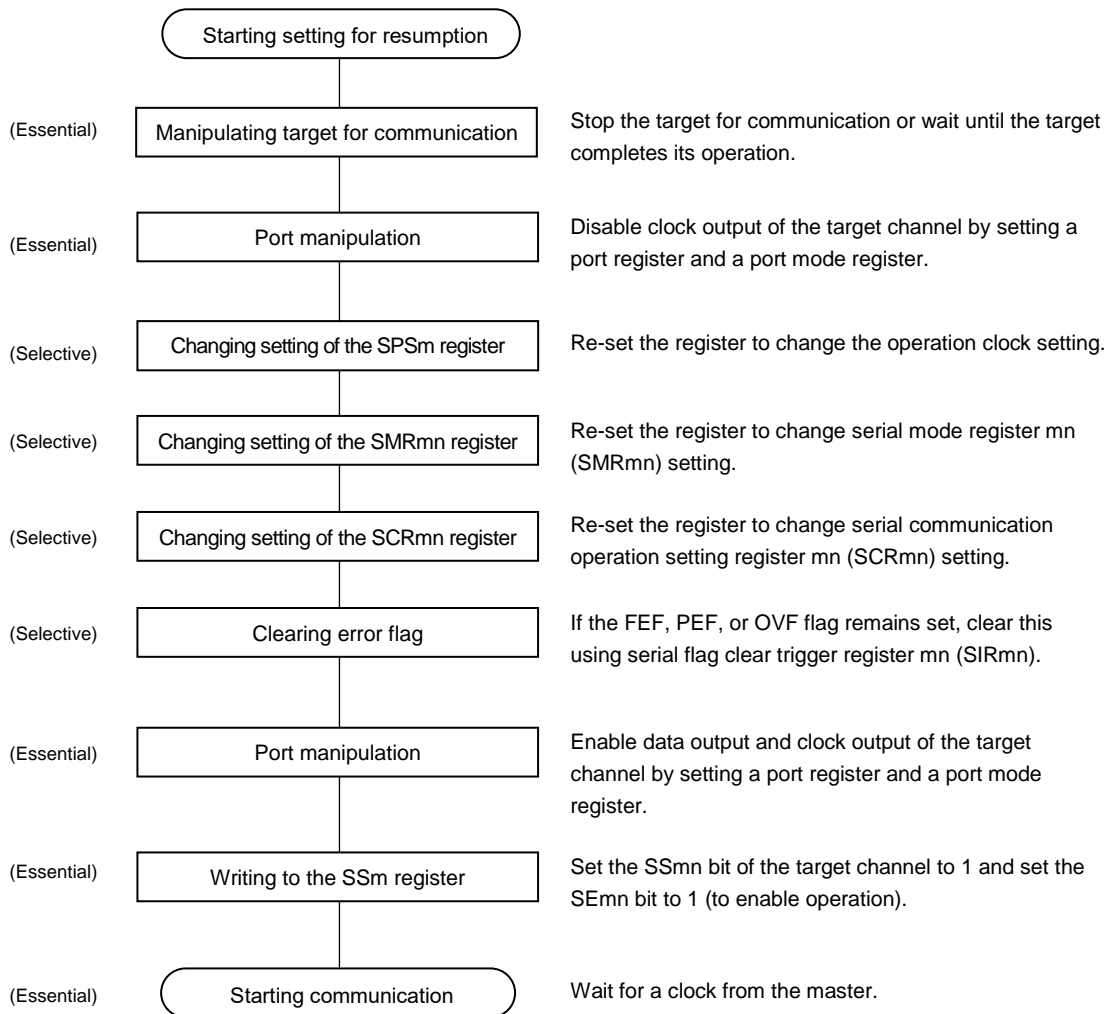 Starting setting for resumption
(Essential)
Manipulating target for communication
Stop the target for communication or wait until the target
completes its operation.
(Essential)
Port manipulation
Disable clock output of the target channel by setting a
port register and a port mode register.
(Selective)
Changing setting of the SPSm register
Re-set the register to change the operation clock setting.
(Selective)
Changing setting of the SMRmn register
Re-set the register to change serial mode register mn
(SMRmn) setting.
(Selective)
Changing setting of the SCRmn register
Re-set the register to change serial communication
operation setting register mn (SCRmn) setting.
(Selective)
Clearing error flag
If the FEF, PEF, or OVF flag remains set, clear this
using serial flag clear trigger register mn (SIRmn).
(Essential)
Port manipulation
Enable data output and clock output of the target
channel by setting a port register and a port mode
register.
(Essential)
Writing to the SSm register
Set the SSmn bit of the target channel to 1 and set the
SEmn bit to 1 (to enable operation).
(Essential)
Starting communication
Wait for a clock from the master.